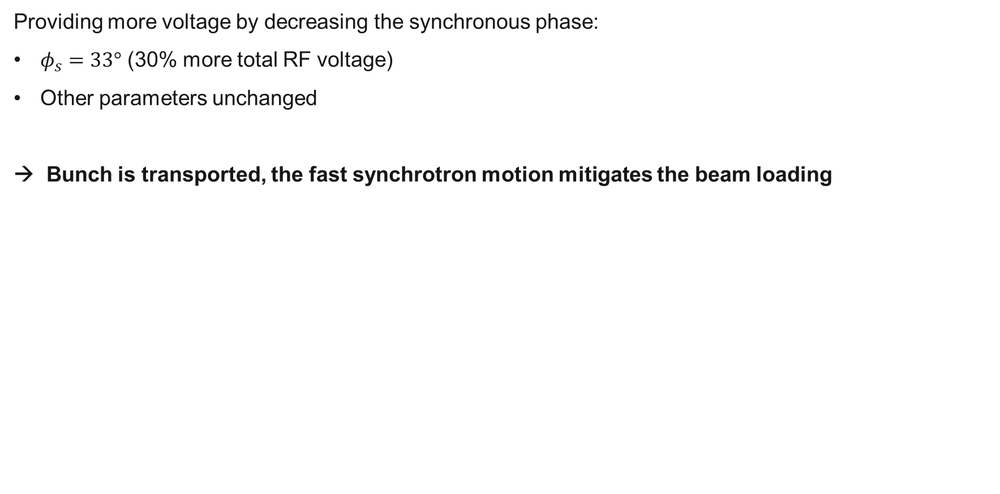 Providing more voltage by decreasing the synchronous phase:
• 𝜙ₛ = 33° (30% more total RF voltage)
• Other parameters unchanged
→ Bunch is transported, the fast synchrotron motion mitigates the beam loading